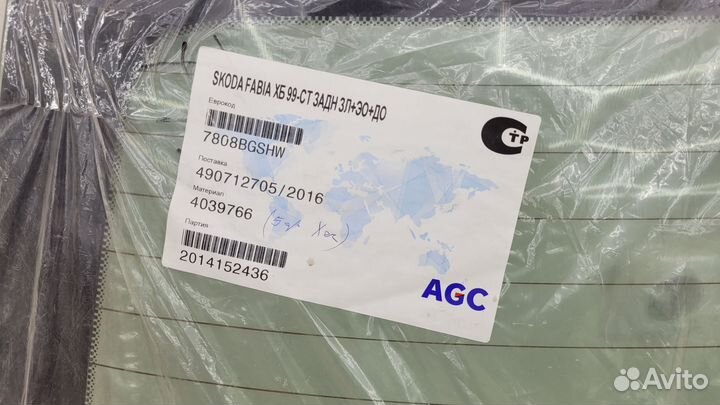 SKODA FABIA ХБ 99-СТ ЗАДН ЗЛ+ЭО+ДО
Еврокод
7808BGSHW
Поставка
490712705/2016
Материал
4039766
Партия
2014152436
ТР
AGC
Avito